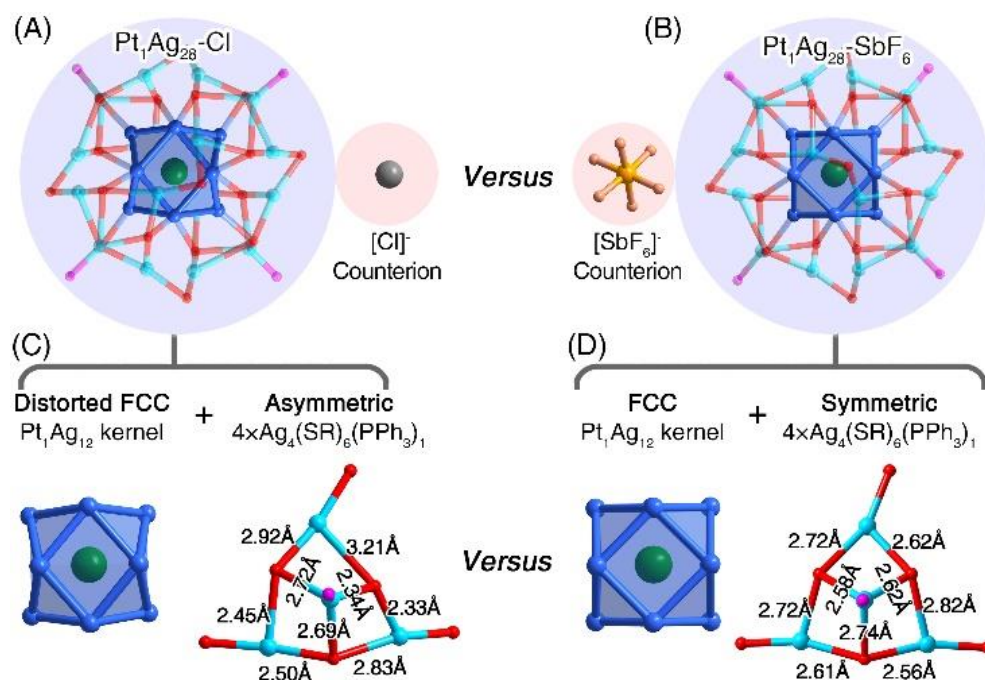 (A)
Pt₁Ag₂₈-Cl
[Cl]⁻
Counterion
Versus
(B)
Pt₁Ag₂₈-SbF₆
[SbF₆]⁻
Counterion
(C)
Distorted FCC
Pt₁Ag₁₂ kernel
+
Asymmetric
4×Ag₄(SR)₆(PPh₃)₁
2.92Å
3.21Å
2.72Å
2.34Å
2.45Å
2.33Å
2.69Å
2.50Å
2.83Å
Versus
(D)
FCC
Pt₁Ag₁₂ kernel
+
Symmetric
4×Ag₄(SR)₆(PPh₃)₁
2.72Å
2.62Å
2.58Å
2.62Å
2.72Å
2.82Å
2.74Å
2.61Å
2.56Å